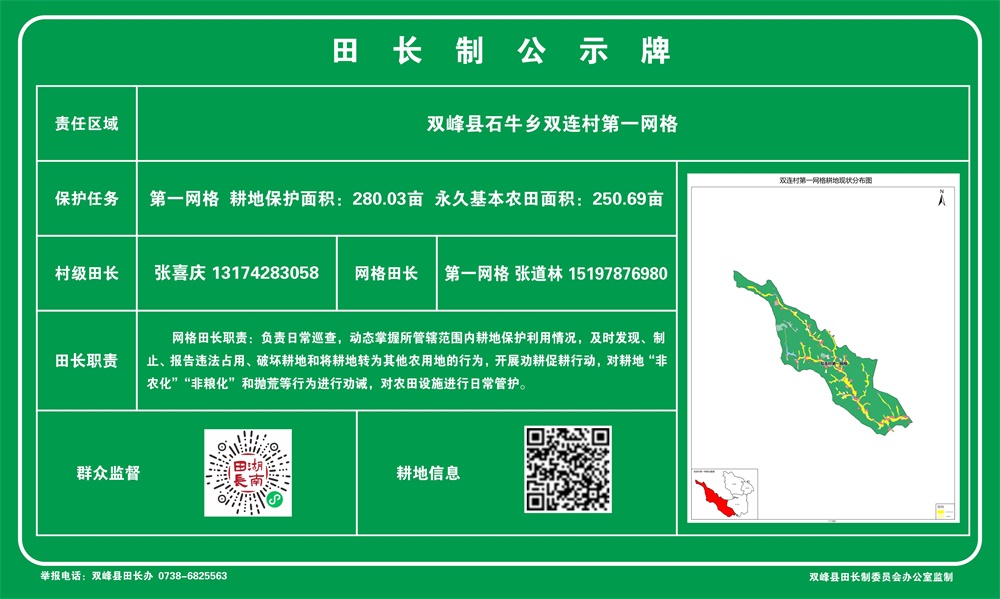 田长制公示牌
责任区域
双峰县石牛乡双连村第一网格
保护任务
第一网格 耕地保护面积：280.03亩 永久基本农田面积：250.69亩
双连村第一网格耕地现状分布图
N
村级田长
张喜庆 13174283058
网格田长
第一网格 张道林 15197876980
田长职责
网格田长职责：负责日常巡查，动态掌握所管辖范围内耕地保护利用情况，及时发现、制
止、报告违法占用、破坏耕地和将耕地转为其他农用地的行为，开展劝耕促耕行动，对耕地“非
农化”“非粮化”和抛荒等行为进行劝诫，对农田设施进行日常管护。
群众监督
湖南田長
耕地信息
举报电话：双峰县田长办 0738-6825563
双峰县田长制委员会办公室监制